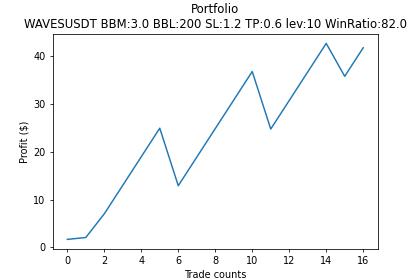 Portfolio
WAVESUSDT BBM:3.0 BBL:200 SL:1.2 TP:0.6 lev:10 WinRatio:82.0
40
30
20
10
0
Profit ($)
0 2 4 6 8 10 12 14 16
Trade counts